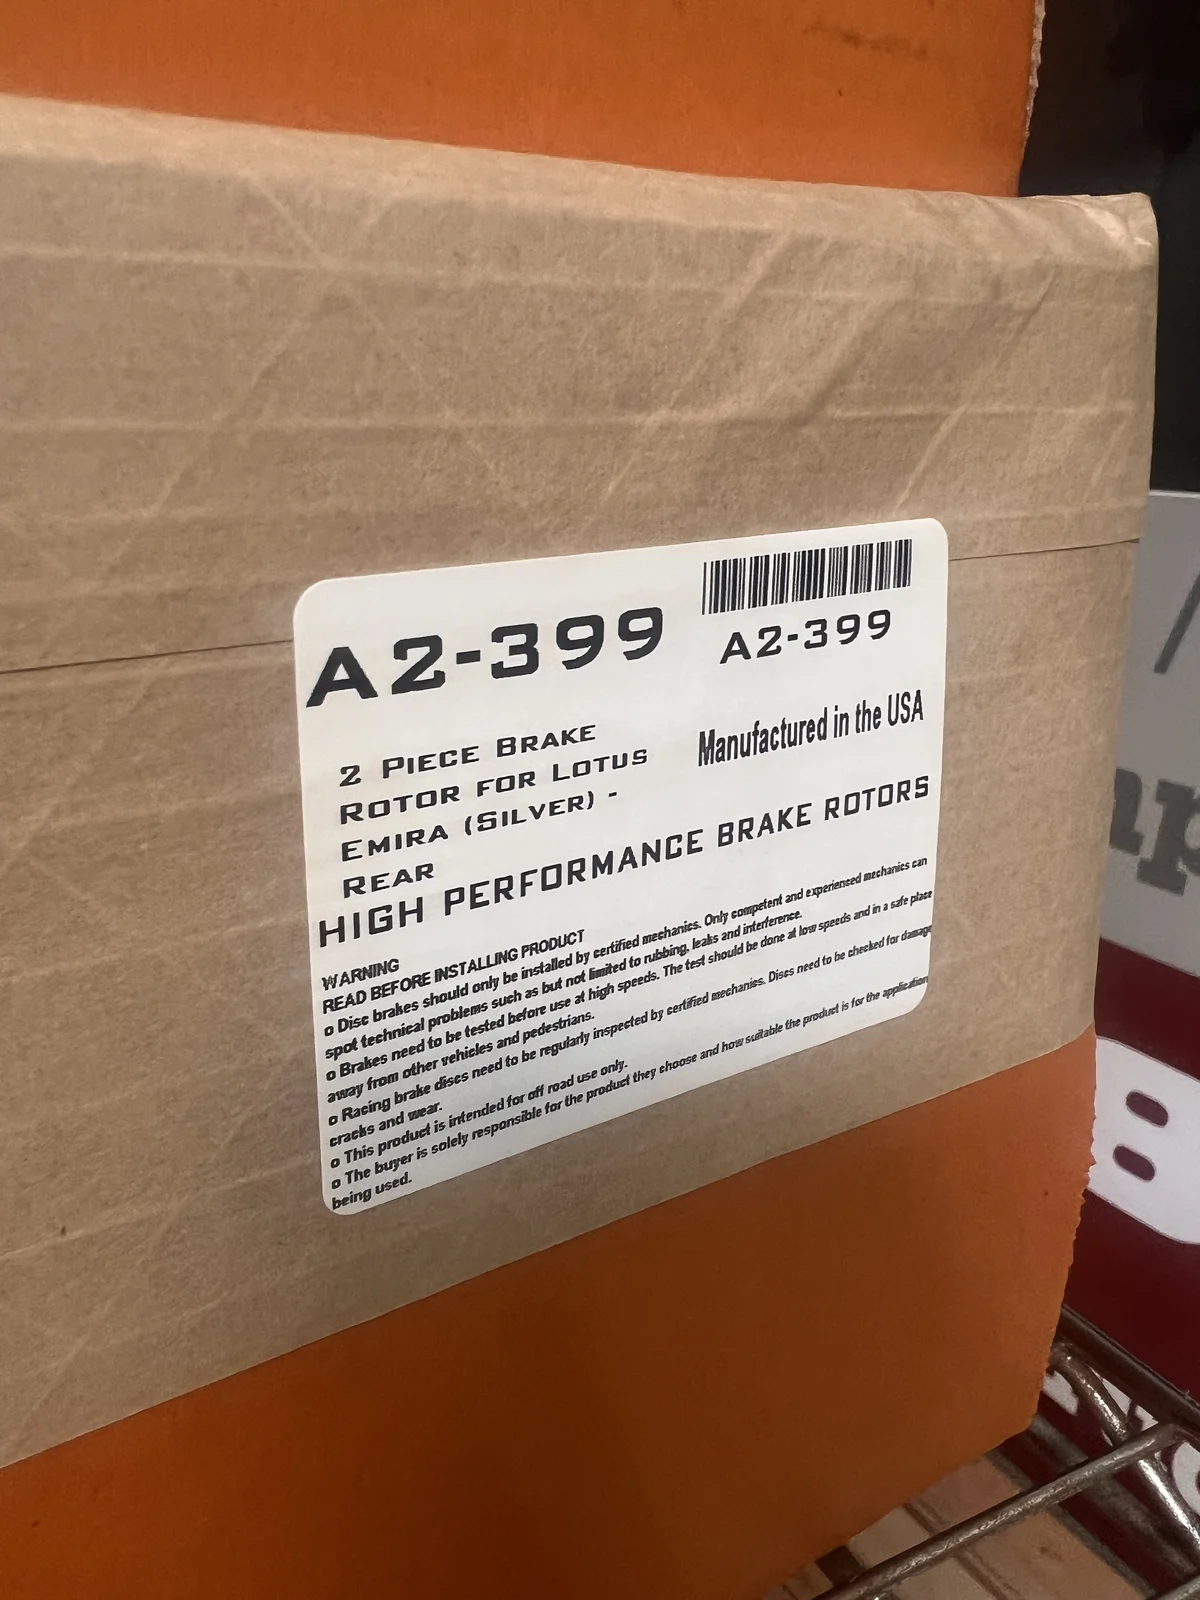 A2-399
A2-399
2 PIECE BRAKE
ROTOR FOR LOTUS
EMIRA (SILVER) -
REAR
Manufactured in the USA
HIGH PERFORMANCE BRAKE ROTORS
WARNING
READ BEFORE INSTALLING PRODUCT
o Disc brakes should only be installed by certified mechanics. Only competent and experienced mechanics can
spot technical problems such as but not limited to rubbing, leaks and interference.
o Brakes need to be tested before use at high speeds. The test should be done at low speeds and in a safe place
away from other vehicles and pedestrians.
o Racing brake discs need to be regularly inspected by certified mechanics. Discs need to be checked for damage
cracks and wear.
o This product is intended for off road use only.
o The buyer is solely responsible for the product they choose and how suitable the product is for the application
being used.
B